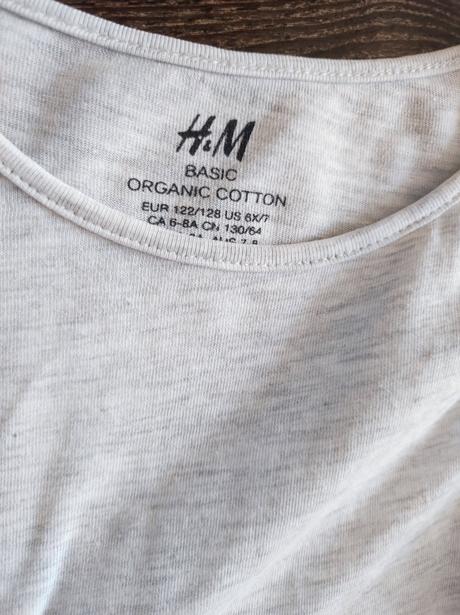 H&M
BASIC
ORGANIC COTTON
EUR 122/128 US 6X/7
CA 6-8A CN 130/64